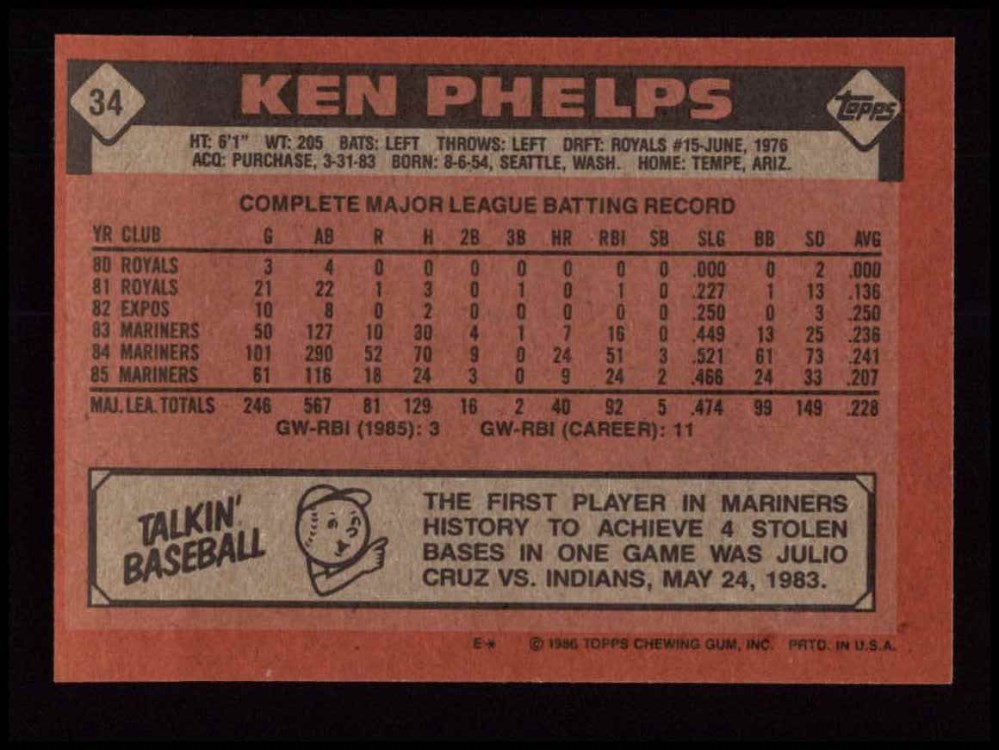 34
KEN PHELPS
topps
HT: 6'1" WT: 205 BATS: LEFT THROWS: LEFT DRFT: ROYALS #15-JUNE, 1976
ACQ: PURCHASE, 3-31-83 BORN: 8-6-54, SEATTLE, WASH. HOME: TEMPE, ARIZ.
COMPLETE MAJOR LEAGUE BATTING RECORD
YR CLUB G AB R H 2B 3B HR RBI SB SLG BB SO AVG
80 ROYALS 3 4 0 0 0 0 0 0 0 .000 0 2 .000
81 ROYALS 21 22 1 3 0 1 0 1 0 .227 1 13 .136
82 EXPOS 10 8 0 2 0 0 0 0 0 .250 0 3 .250
83 MARINERS 50 127 10 30 4 1 7 16 0 .449 13 25 .236
84 MARINERS 101 290 52 70 9 0 24 51 3 .521 61 73 .241
85 MARINERS 61 116 18 24 3 0 9 24 2 .466 24 33 .207
MAJ. LEA. TOTALS 246 567 81 129 16 2 40 92 5 .474 99 149 .228
GW-RBI (1985): 3 GW-RBI (CAREER): 11
TALKIN'
BASEBALL
THE FIRST PLAYER IN MARINERS
HISTORY TO ACHIEVE 4 STOLEN
BASES IN ONE GAME WAS JULIO
CRUZ VS. INDIANS, MAY 24, 1983.
E* © 1986 TOPPS CHEWING GUM, INC. PRTD. IN U.S.A.